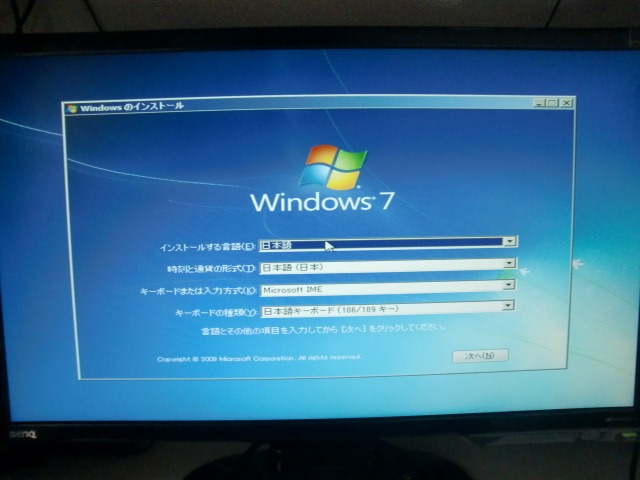 Windows のインストール
Windows 7
インストールする言語(E): 日本語
時刻と通貨の形式(T): 日本語 (日本)
キーボードまたは入力方式(K): Microsoft IME
キーボードの種類(Y): 日本語キーボード (106/109 キー)
言語とその他の項目を入力してから [次へ] をクリックしてください。
Copyright © 2009 Microsoft Corporation. All rights reserved.
次へ(N)
BenQ